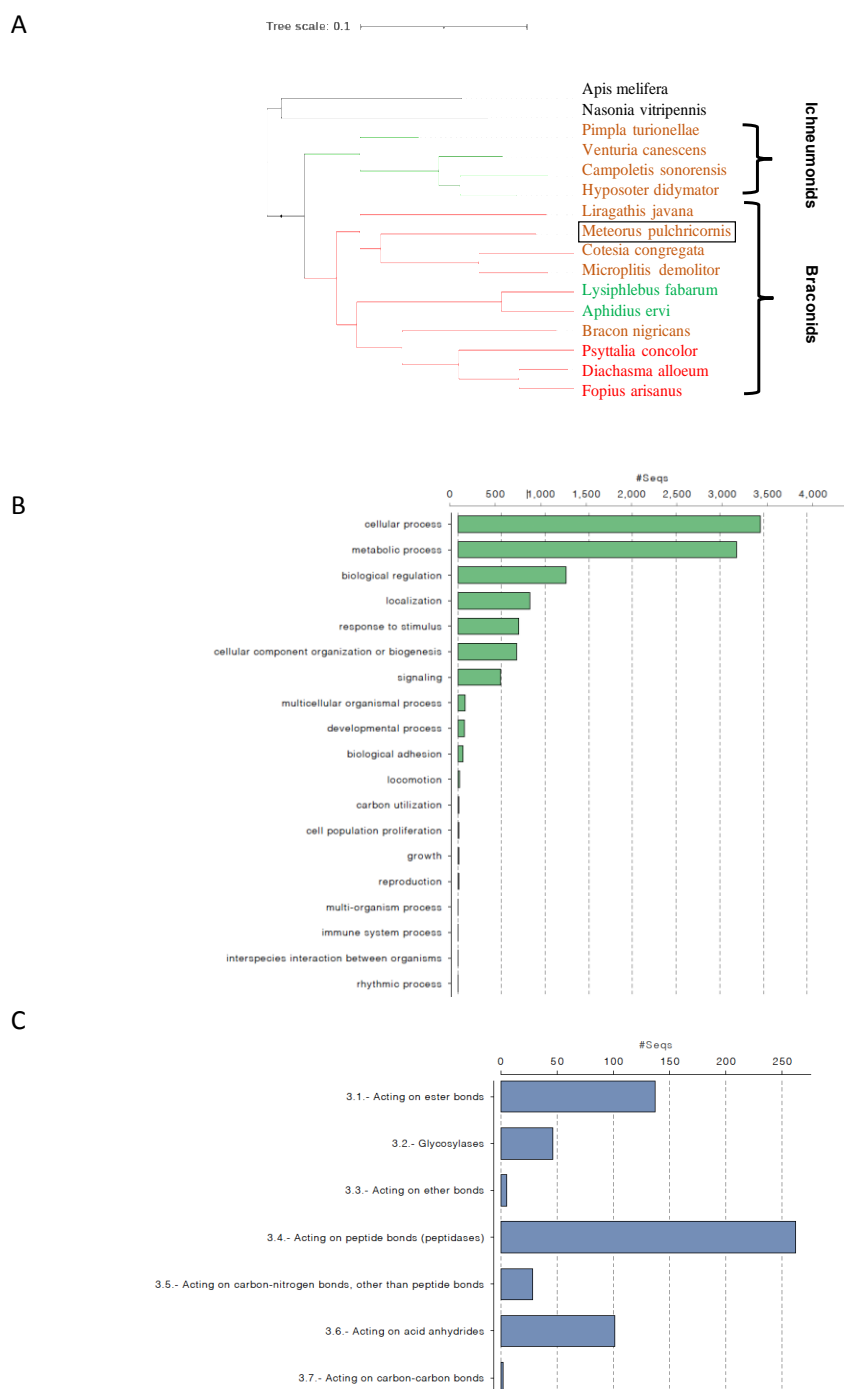 A
Tree scale: 0.1
Apis melifera
Nasonia vitripennis
Pimpla turionellae
Venturia canescens
Campoletis sonorensis
Hyposoter didymator
Liragathis javana
Meteorus pulchricornis
Cotesia congregata
Microplitis demolitor
Lysiphlebus fabarum
Aphidius ervi
Bracon nigricans
Psyttalia concolor
Diachasma alloeum
Fopius arisanus
Ichneumonids
Braconids
B
#Seqs
0 500 1,000 1,500 2,000 2,500 3,000 3,500 4,000
cellular process
metabolic process
biological regulation
localization
response to stimulus
cellular component organization or biogenesis
signaling
multicellular organismal process
developmental process
biological adhesion
locomotion
carbon utilization
cell population proliferation
growth
reproduction
multi-organism process
immune system process
interspecies interaction between organisms
rhythmic process
C
#Seqs
0 50 100 150 200 250
3.1.- Acting on ester bonds
3.2.- Glycosylases
3.3.- Acting on ether bonds
3.4.- Acting on peptide bonds (peptidases)
3.5.- Acting on carbon-nitrogen bonds, other than peptide bonds
3.6.- Acting on acid anhydrides
3.7.- Acting on carbon-carbon bonds